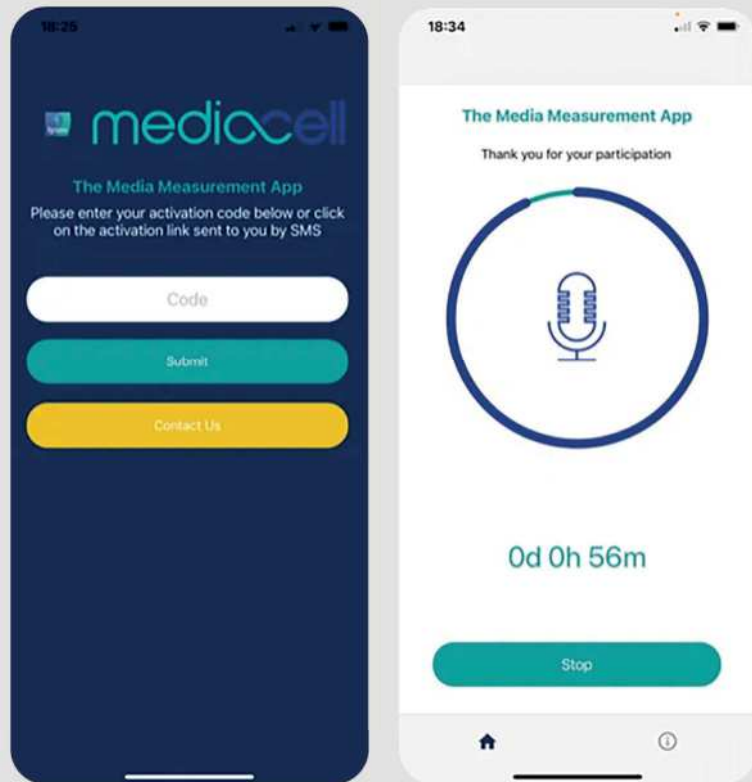 18:25
mediacell
The Media Measurement App
Please enter your activation code below or click
on the activation link sent to you by SMS
Code
Submit
Contact Us
18:34
The Media Measurement App
Thank you for your participation
0d 0h 56m
Stop